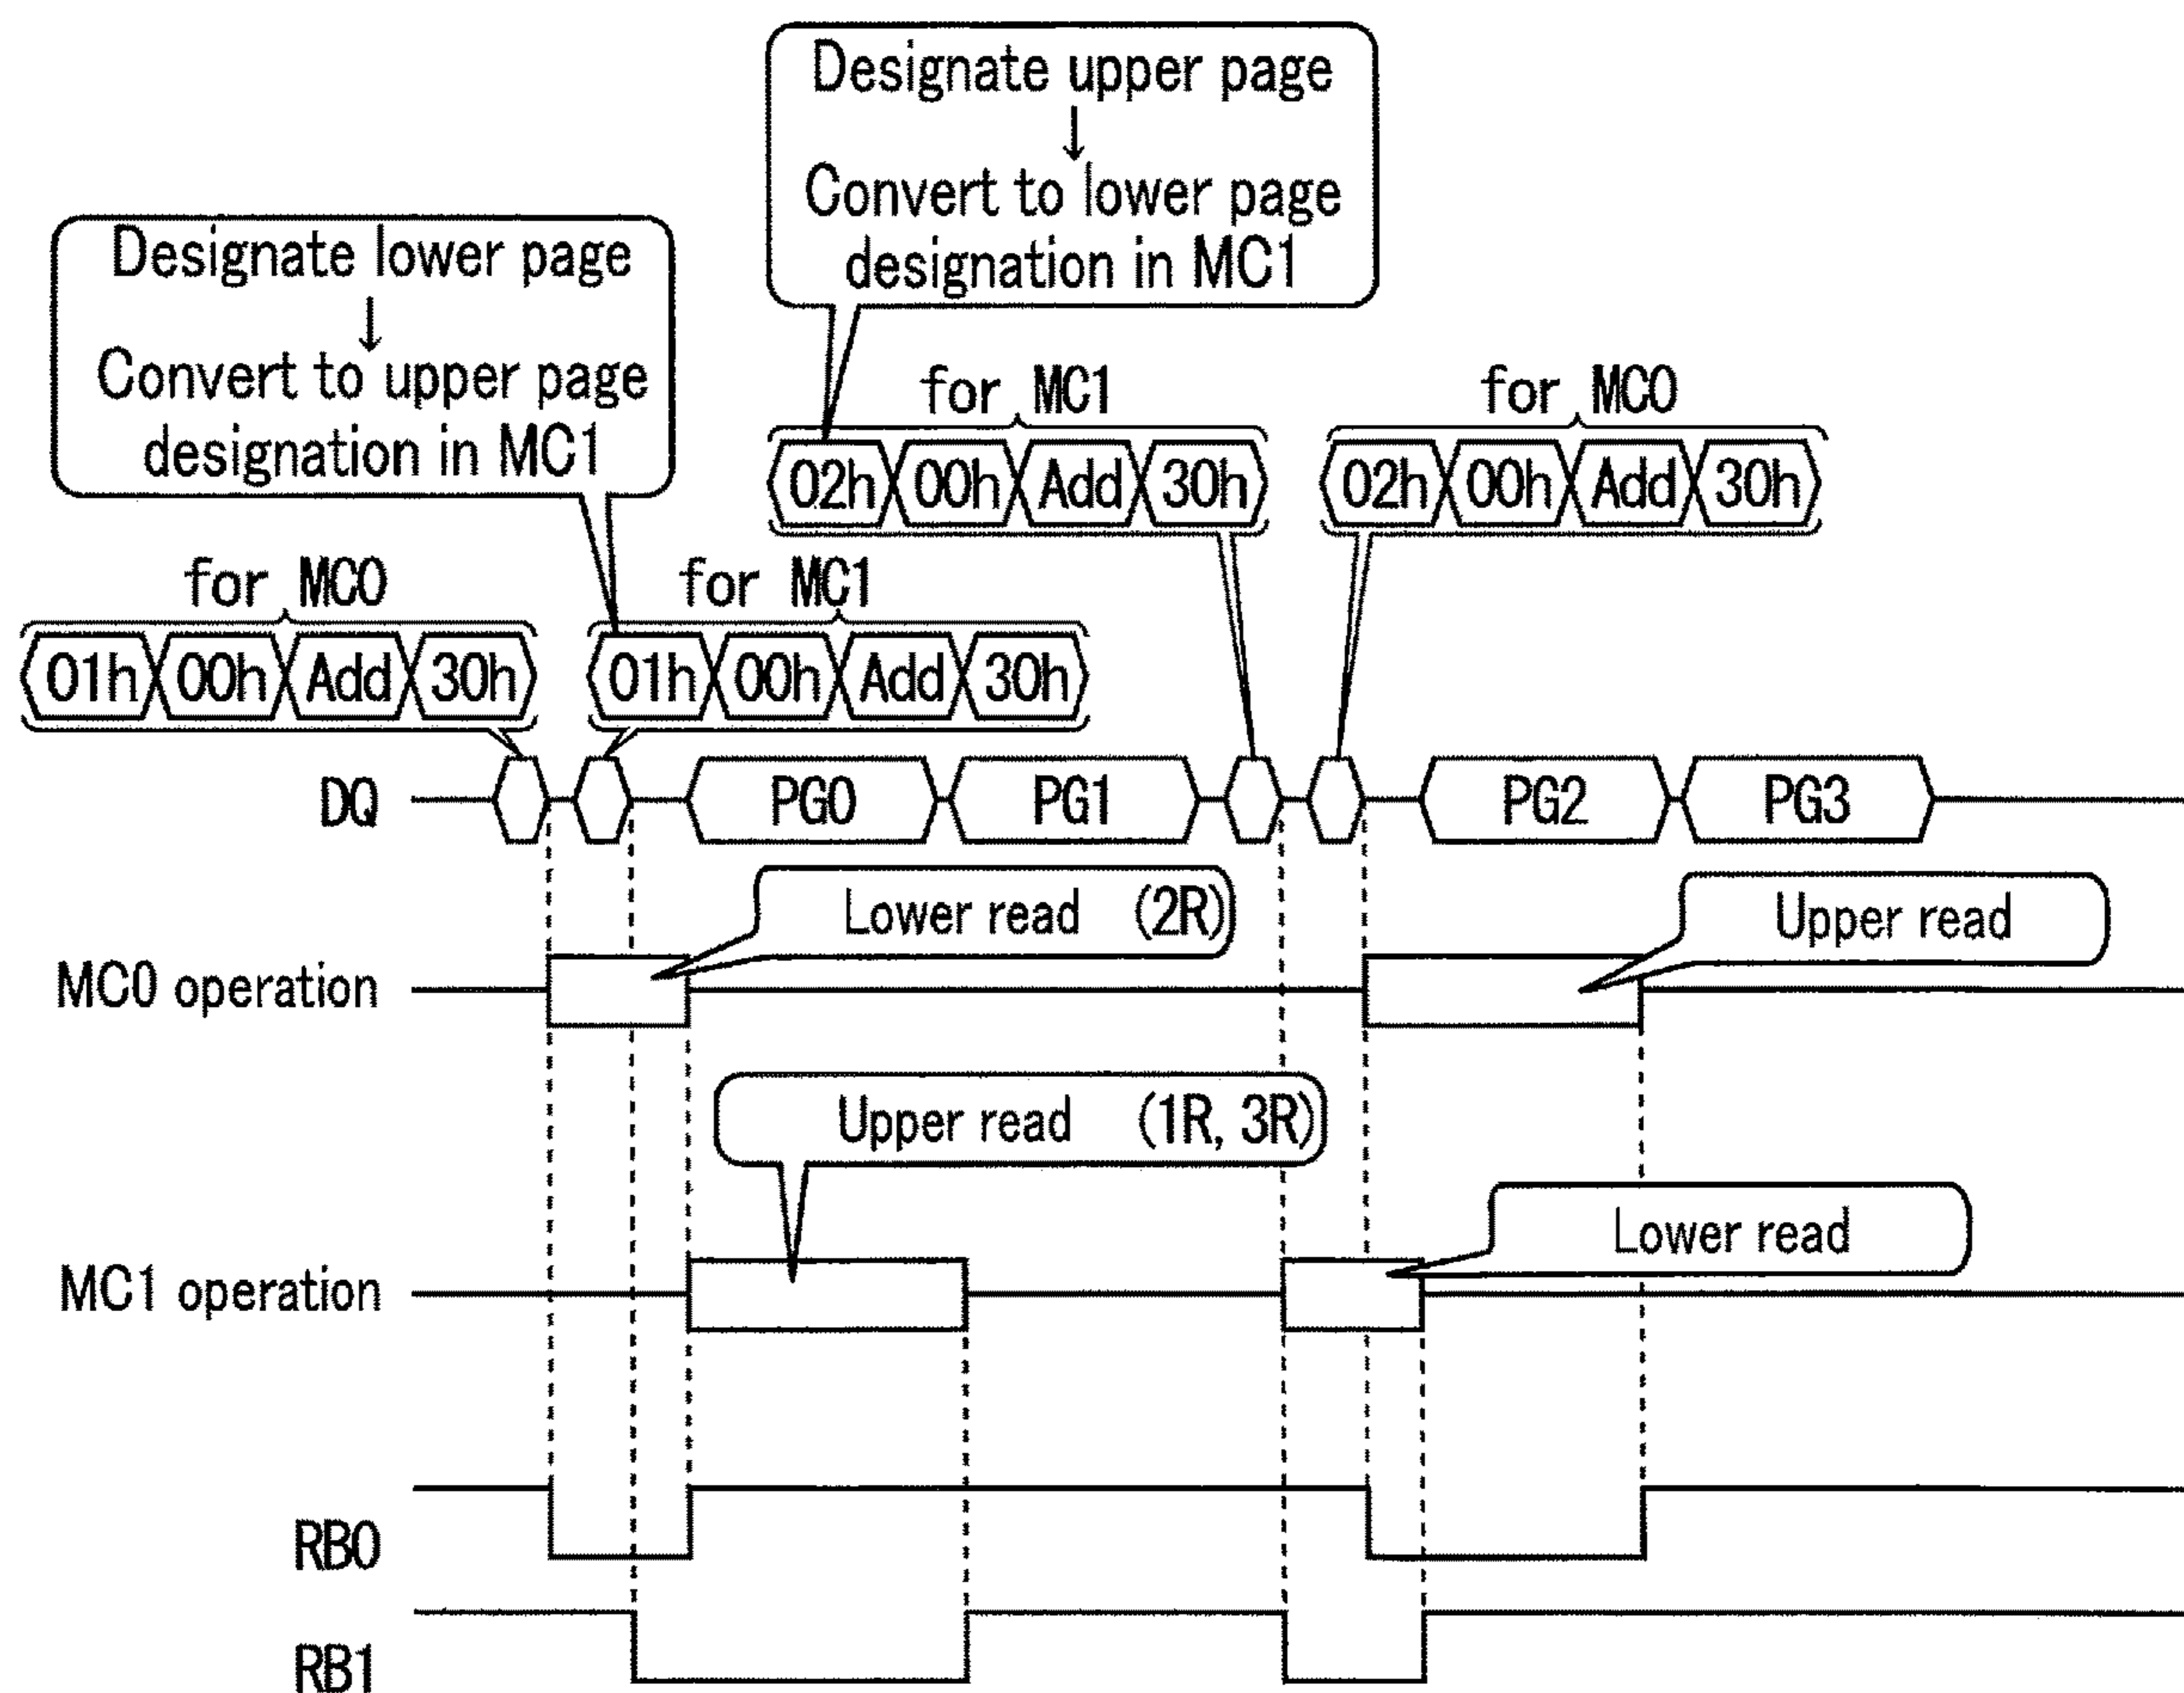 Designate upper page
↓
Convert to lower page
designation in MC1
Designate lower page
↓
Convert to upper page
designation in MC1
for MC1
for MC0
02h 00h Add 30h
02h 00h Add 30h
for MC0
for MC1
01h 00h Add 30h
01h 00h Add 30h
DQ
PG0
PG1
PG2
PG3
Lower read (2R)
Upper read
MC0 operation
Upper read (1R, 3R)
Lower read
MC1 operation
RB0
RB1